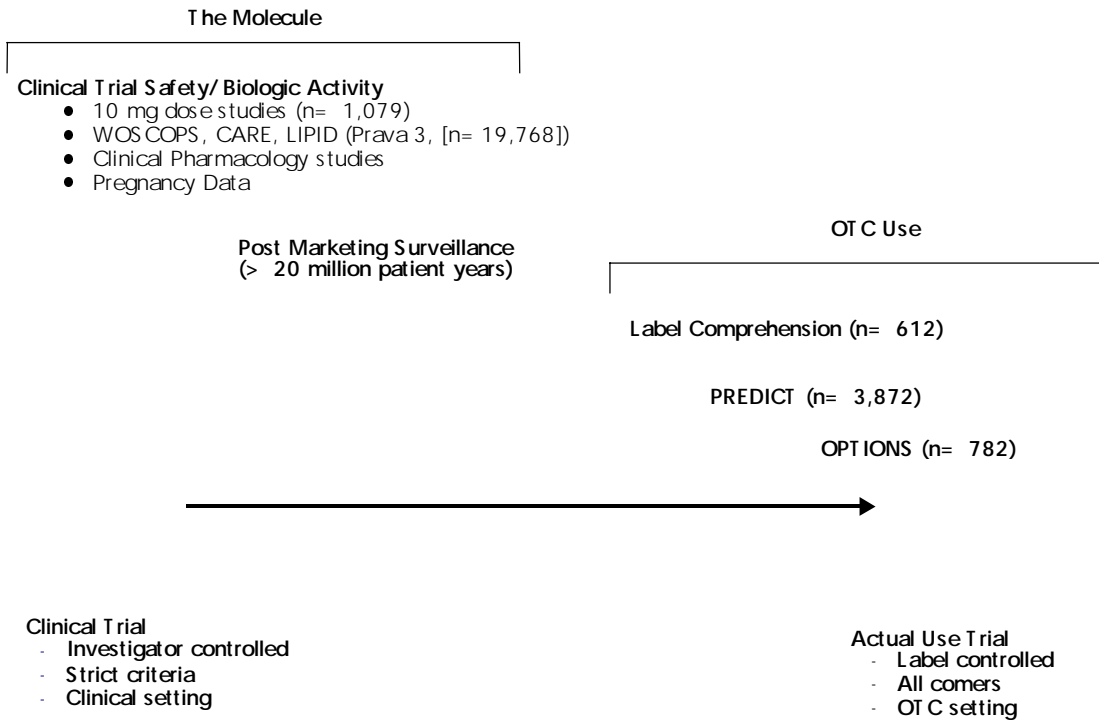 The Molecule
Clinical Trial Safety/Biologic Activity
● 10 mg dose studies (n= 1,079)
● WOSCOPS, CARE, LIPID (Prava 3, [n= 19,768])
● Clinical Pharmacology studies
● Pregnancy Data
Post Marketing Surveillance
(> 20 million patient years)
OTC Use
Label Comprehension (n= 612)
PREDICT (n= 3,872)
OPTIONS (n= 782)
Clinical Trial
- Investigator controlled
- Strict criteria
- Clinical setting
Actual Use Trial
- Label controlled
- All comers
- OTC setting